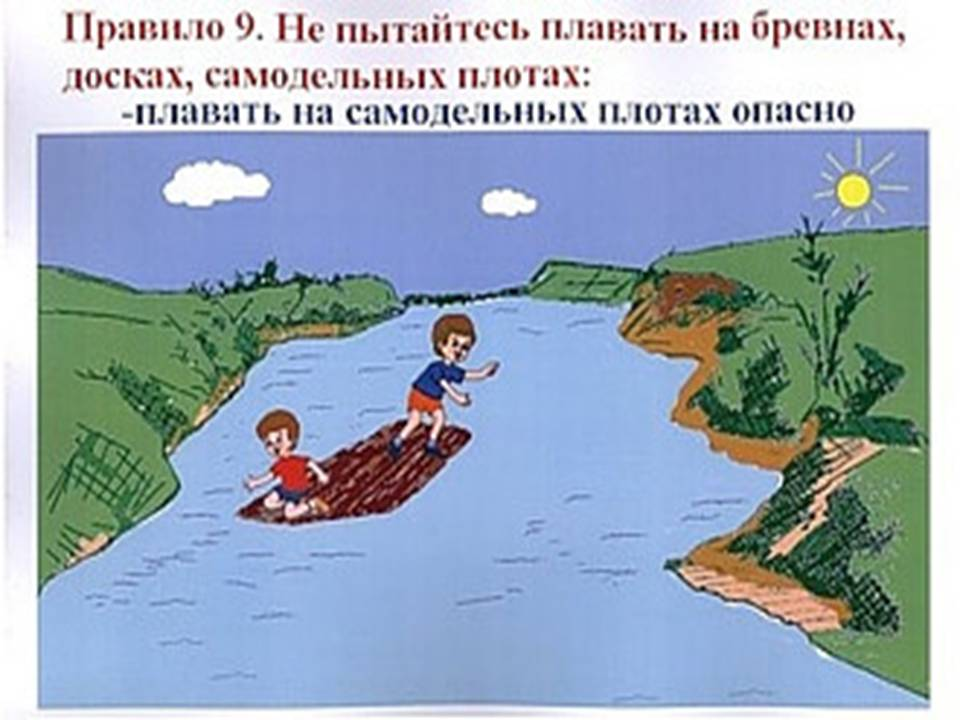 Правило 9. Не пытайтесь плавать на бревнах,
досках, самодельных плотах:
-плавать на самодельных плотах опасно